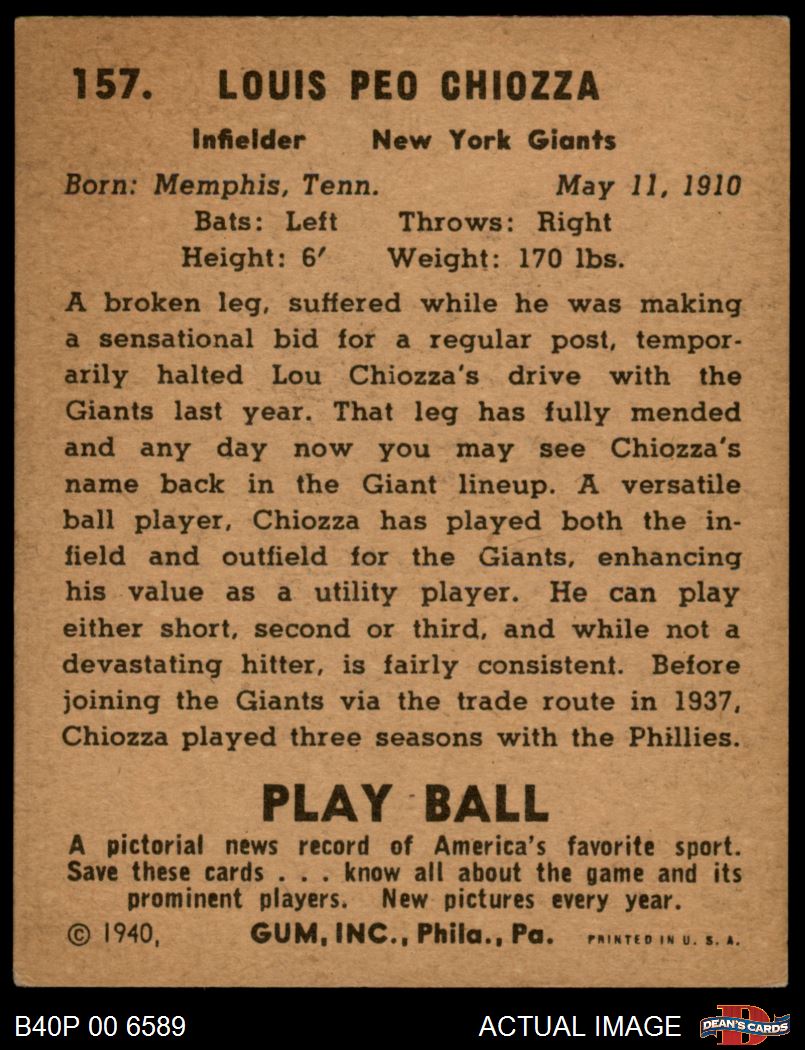 157. LOUIS PEO CHIOZZA
Infielder New York Giants
Born: Memphis, Tenn. May 11, 1910
Bats: Left Throws: Right
Height: 6′ Weight: 170 lbs.
A broken leg, suffered while he was making
a sensational bid for a regular post, tempor-
arily halted Lou Chiozza's drive with the
Giants last year. That leg has fully mended
and any day now you may see Chiozza's
name back in the Giant lineup. A versatile
ball player, Chiozza has played both the in-
field and outfield for the Giants, enhancing
his value as a utility player. He can play
either short, second or third, and while not a
devastating hitter, is fairly consistent. Before
joining the Giants via the trade route in 1937,
Chiozza played three seasons with the Phillies.
PLAY BALL
A pictorial news record of America's favorite sport.
Save these cards . . . know all about the game and its
prominent players. New pictures every year.
© 1940, GUM, INC., Phila., Pa. PRINTED IN U. S. A.
B40P 00 6589 ACTUAL IMAGE D DEAN'S CARDS